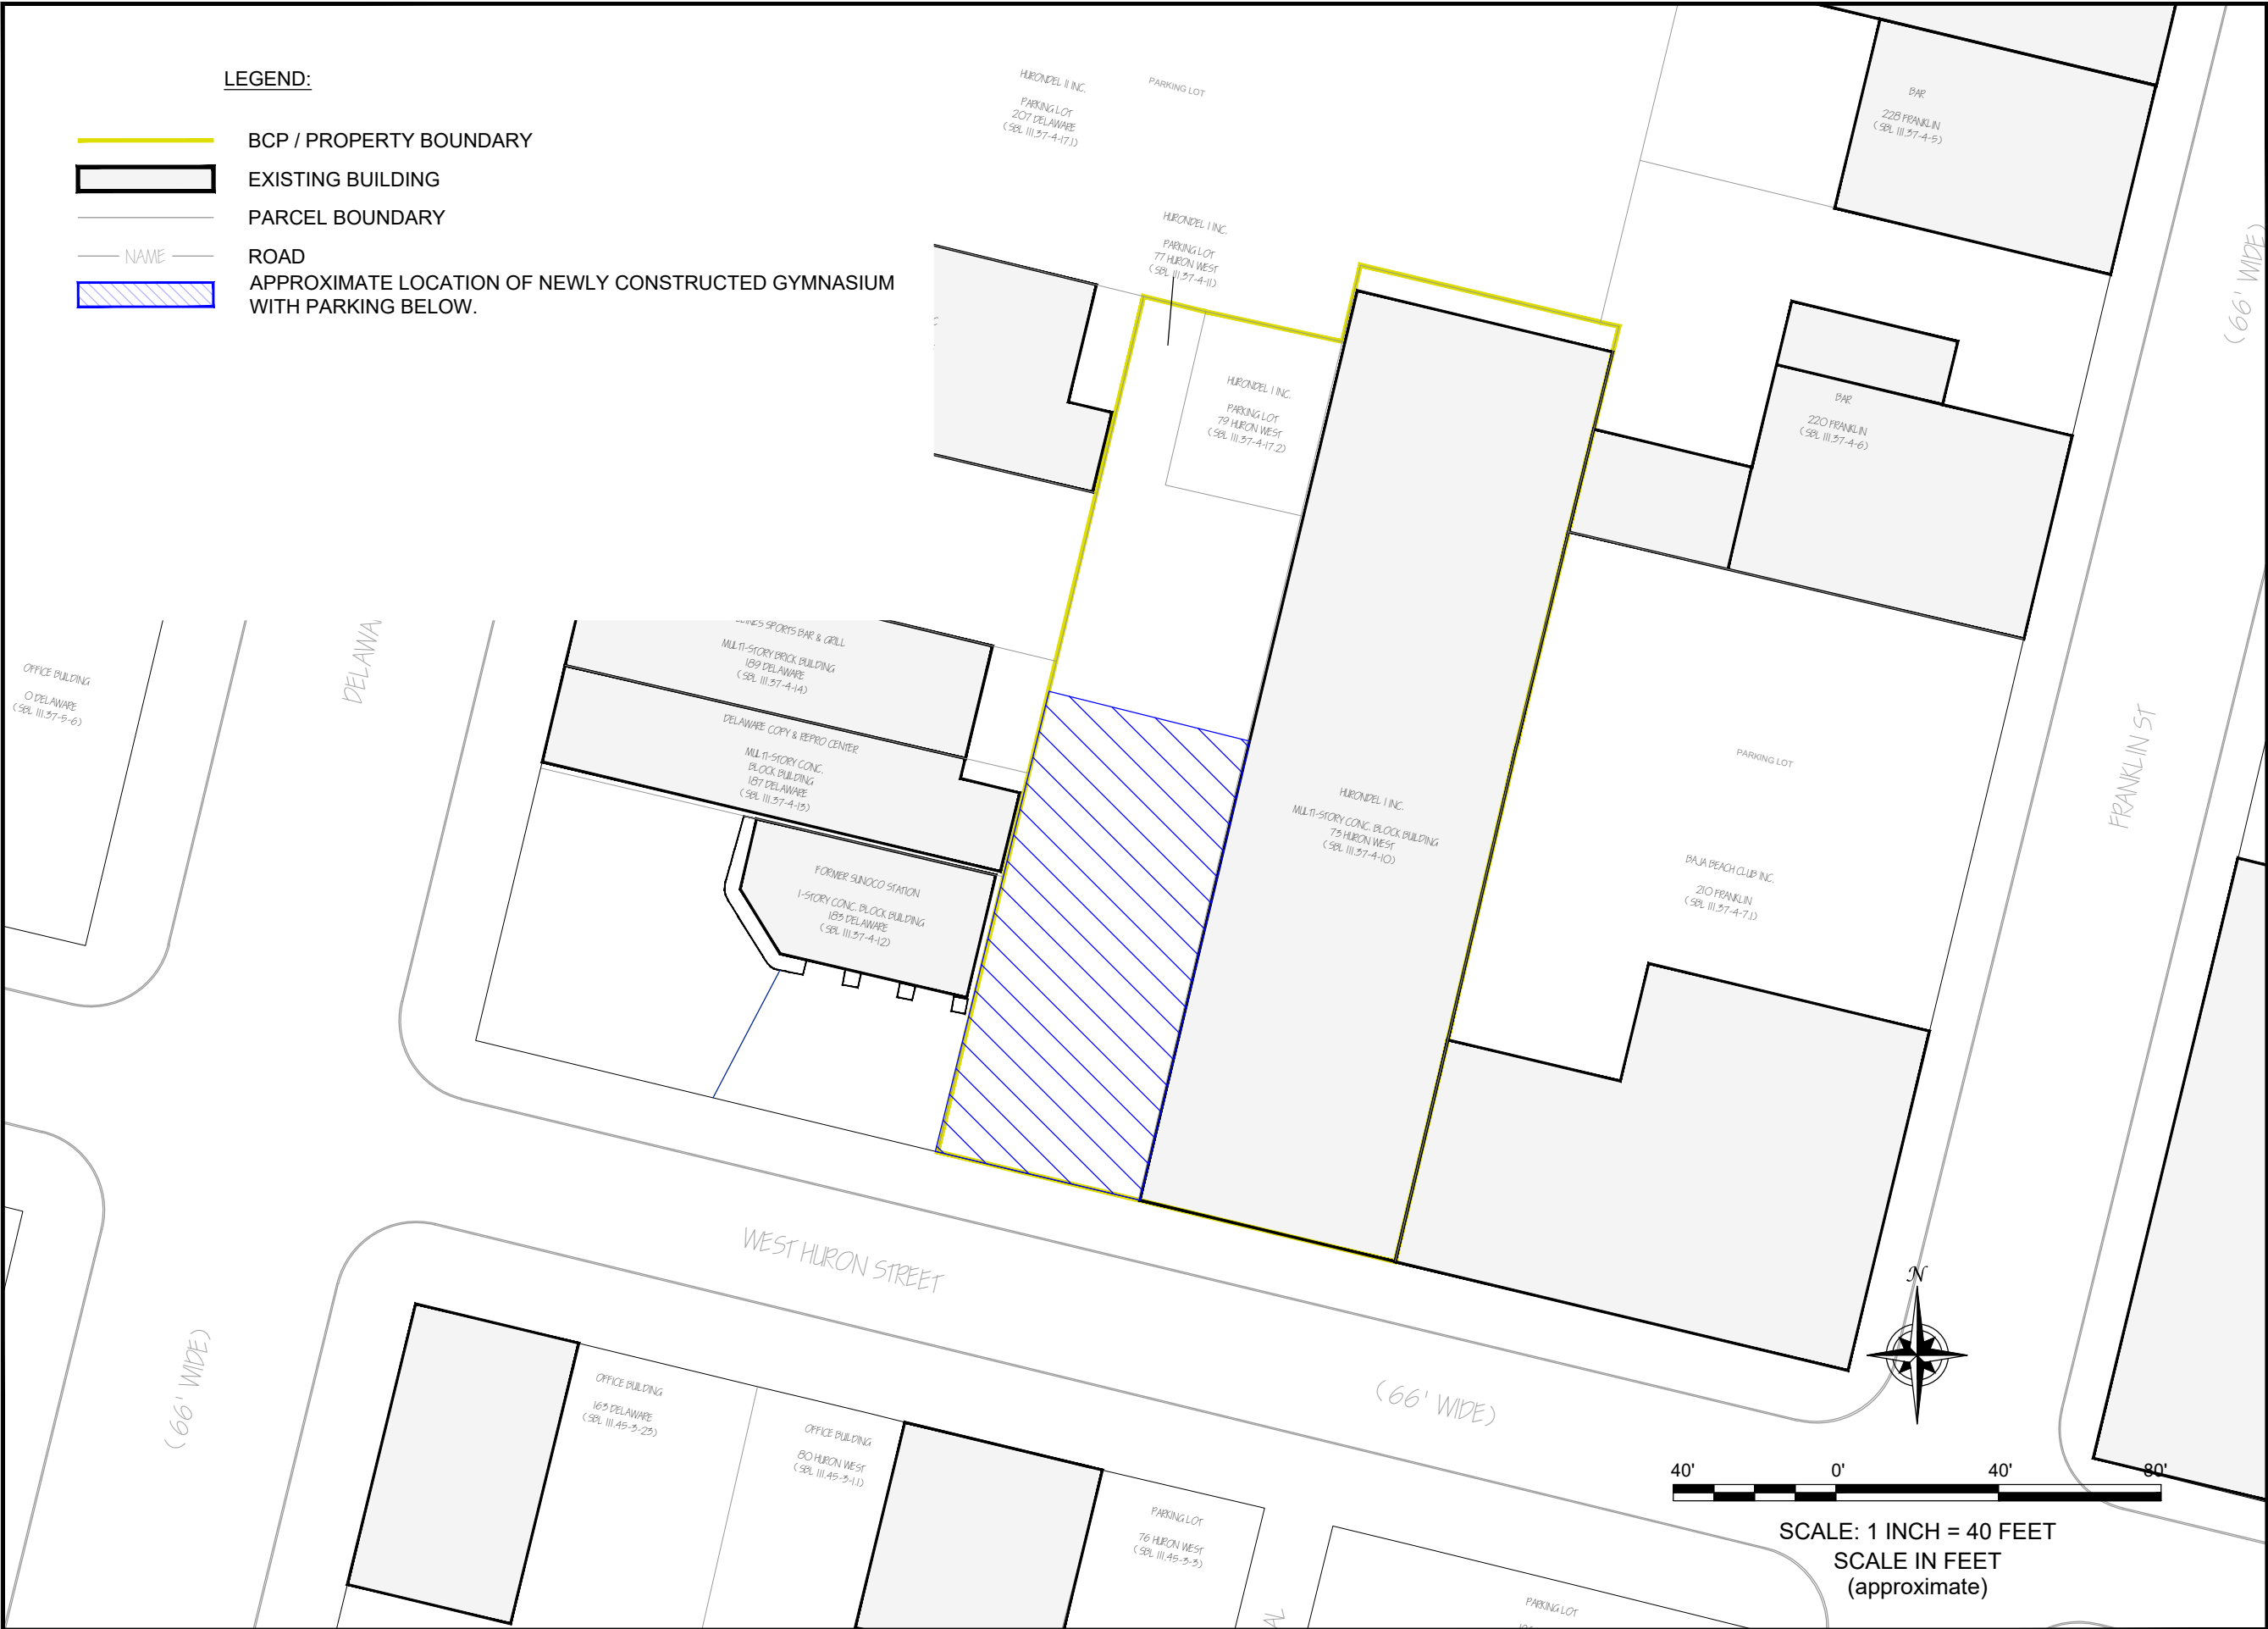 LEGEND:
BCP / PROPERTY BOUNDARY
EXISTING BUILDING
PARCEL BOUNDARY
NAME
ROAD
APPROXIMATE LOCATION OF NEWLY CONSTRUCTED GYMNASIUM
WITH PARKING BELOW.
HURONDEL II INC.
PARKING LOT
207 DELAWARE
(SBL 111.37-4-17.1)
PARKING LOT
BAR
228 FRANKLIN
(SBL 111.37-4-5)
(66' WIDE)
HURONDEL I INC.
PARKING LOT
77 HURON WEST
(SBL 111.37-4-11)
HURONDEL I INC.
PARKING LOT
79 HURON WEST
(SBL 111.37-4-17.2)
BAR
220 FRANKLIN
(SBL 111.37-4-6)
OFFICE BUILDING
0 DELAWARE
(SBL 111.37-5-6)
DELAWA
SPORTS BAR & GRILL
MULTI-STORY BRICK BUILDING
189 DELAWARE
(SBL 111.37-4-14)
DELAWARE COPY & REPRO CENTER
MULTI-STORY CONC.
BLOCK BUILDING
187 DELAWARE
(SBL 111.37-4-13)
FORMER SUNOCO STATION
1-STORY CONC. BLOCK BUILDING
183 DELAWARE
(SBL 111.37-4-12)
HURONDEL I INC.
MULTI-STORY CONC. BLOCK BUILDING
73 HURON WEST
(SBL 111.37-4-10)
PARKING LOT
FRANKLIN ST
BAJA BEACH CLUB INC.
210 FRANKLIN
(SBL 111.37-4-7.1)
WEST HURON STREET
(66' WIDE)
(66' WIDE)
N
OFFICE BUILDING
163 DELAWARE
(SBL 111.45-3-23)
OFFICE BUILDING
80 HURON WEST
(SBL 111.45-3-1.1)
PARKING LOT
76 HURON WEST
(SBL 111.45-3-3)
AL
PARKING LOT
40' 0' 40' 80'
SCALE: 1 INCH = 40 FEET
SCALE IN FEET
(approximate)